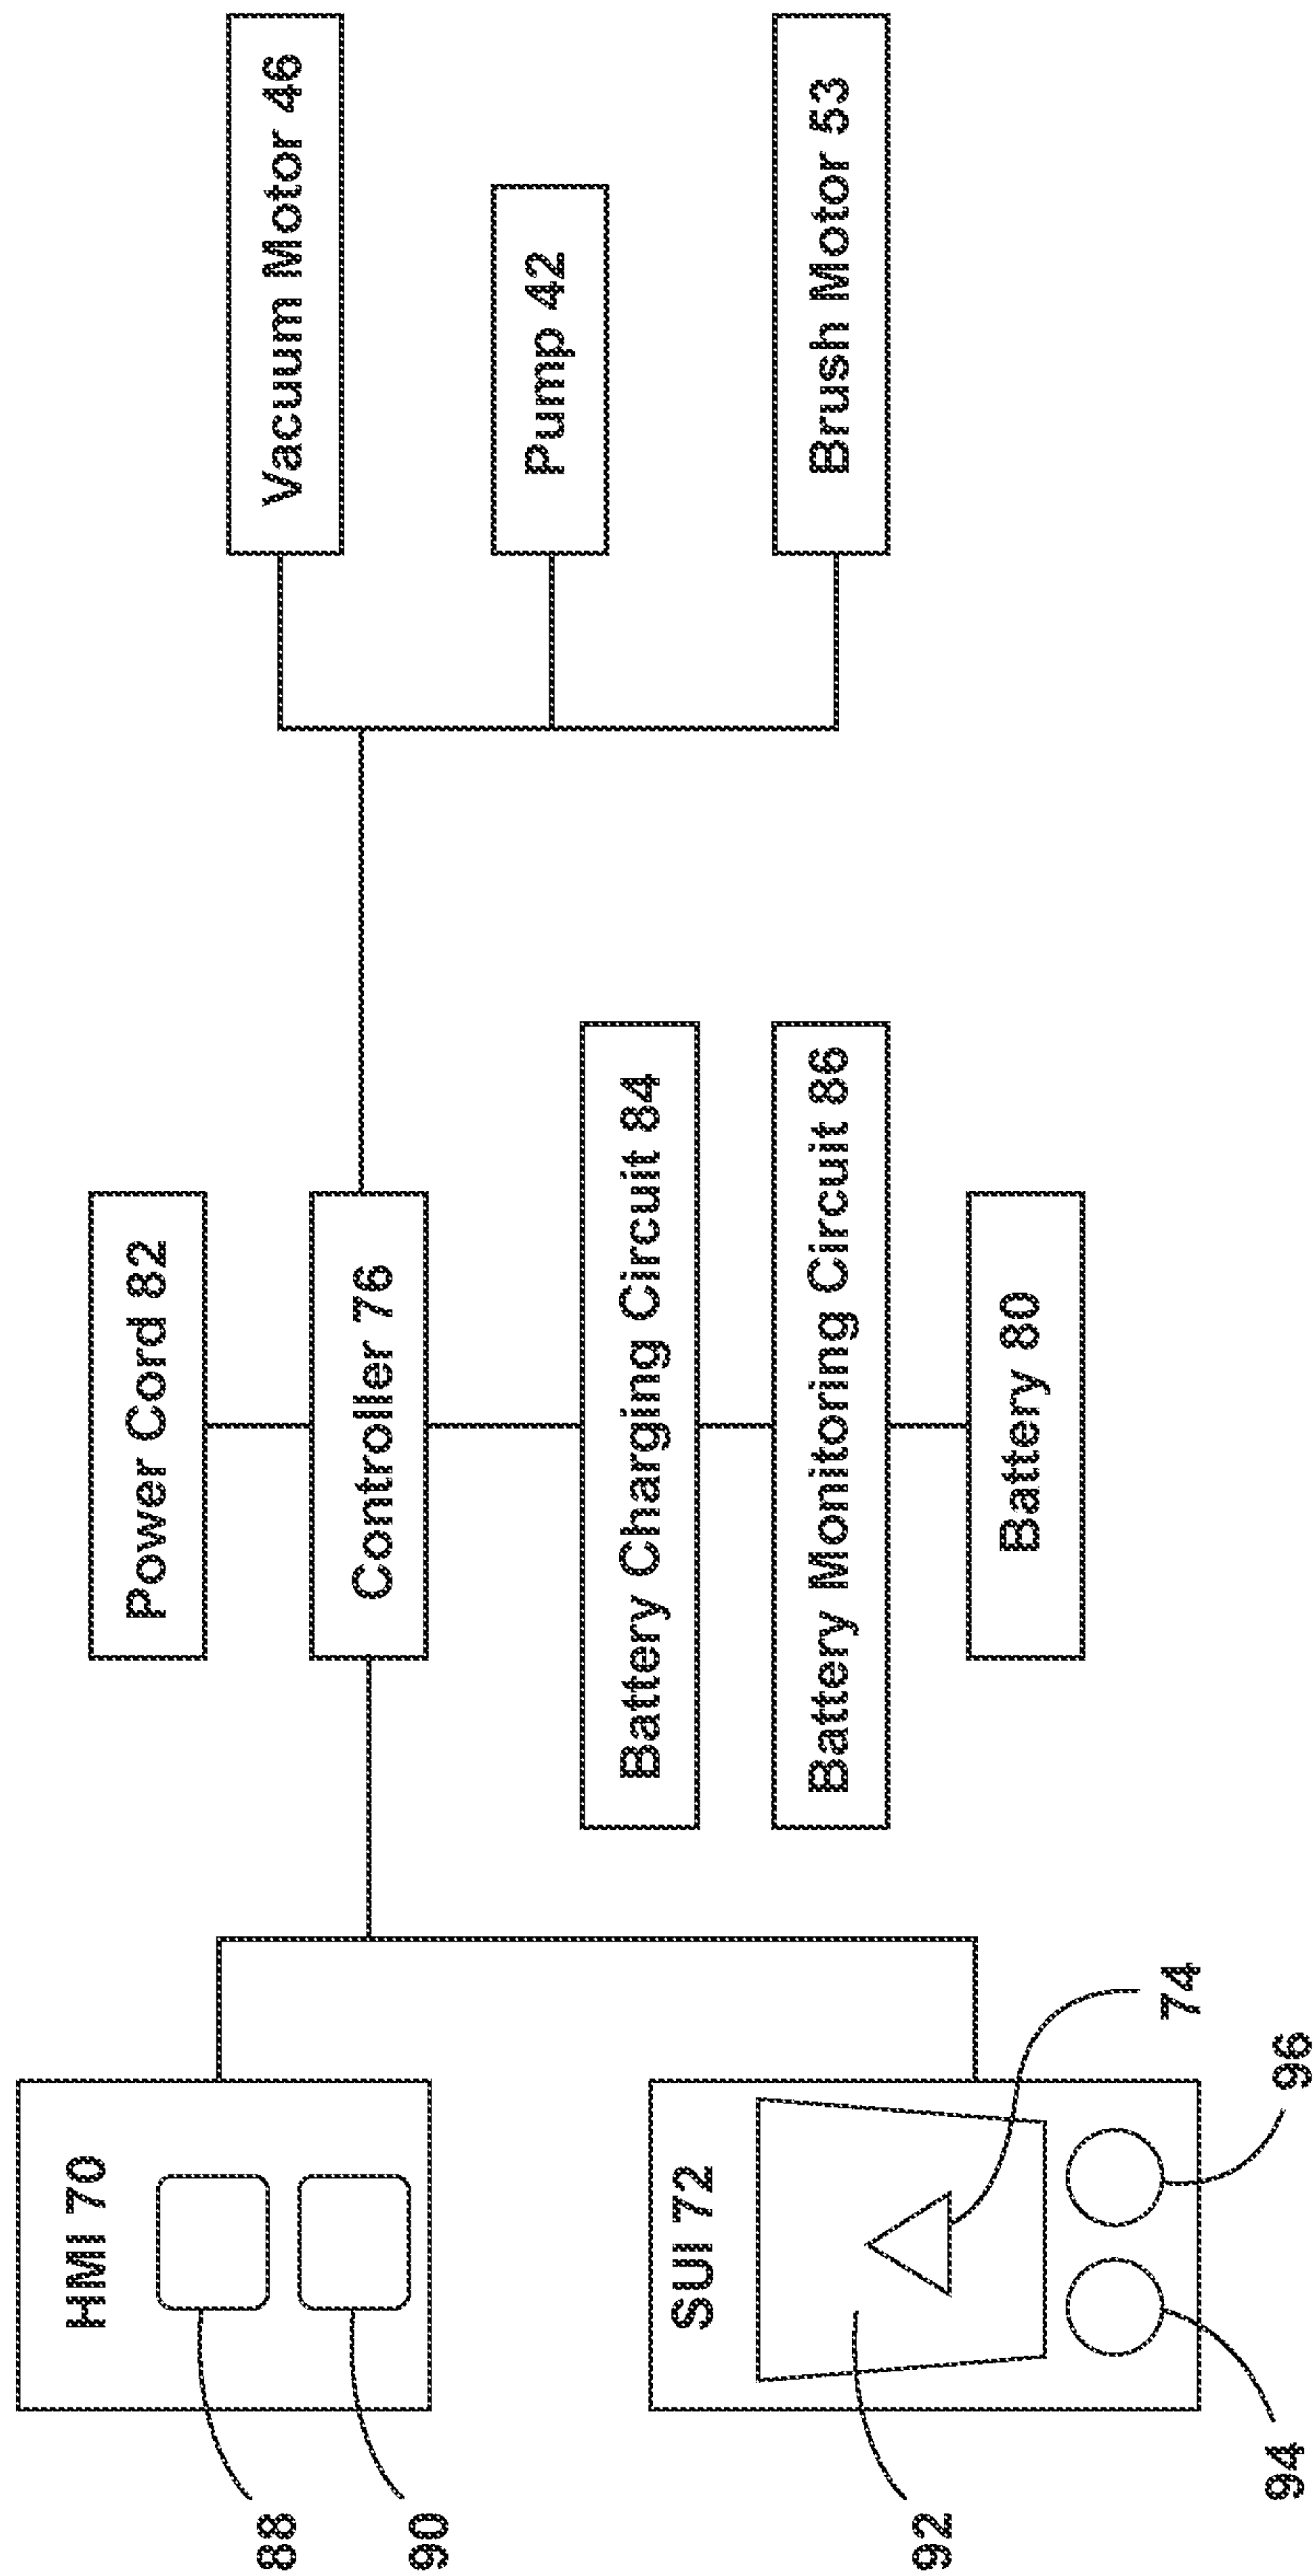 HMI 70
88
90
SUI 72
92
74
94
96
Power Cord 82
Controller 76
Battery Charging Circuit 84
Battery Monitoring Circuit 86
Battery 80
Vacuum Motor 46
Pump 42
Brush Motor 53